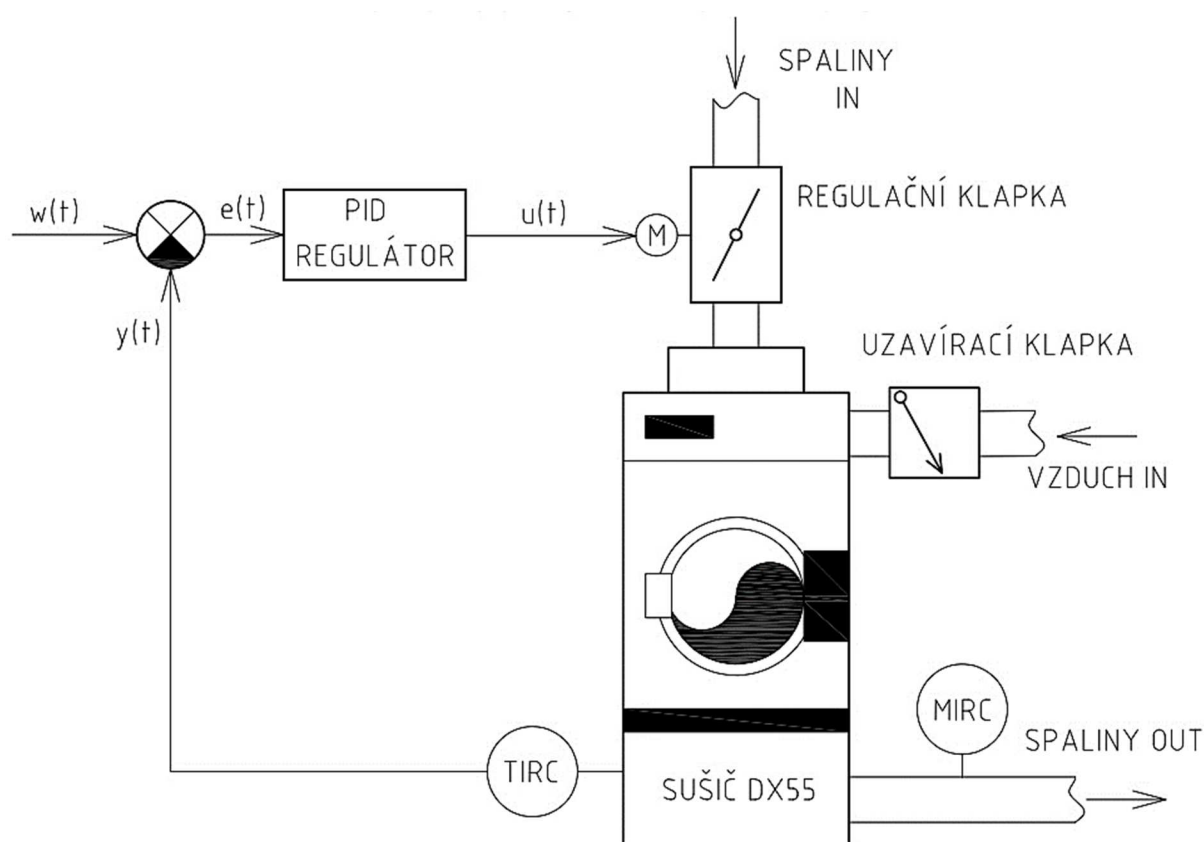 SPALINY
IN
REGULAČNÍ KLAPKA
w(t)
e(t)
PID
REGULÁTOR
u(t)
M
y(t)
UZAVÍRACÍ KLAPKA
VZDUCH IN
MIRC
SPALINY OUT
TIRC
SUŠIČ DX55